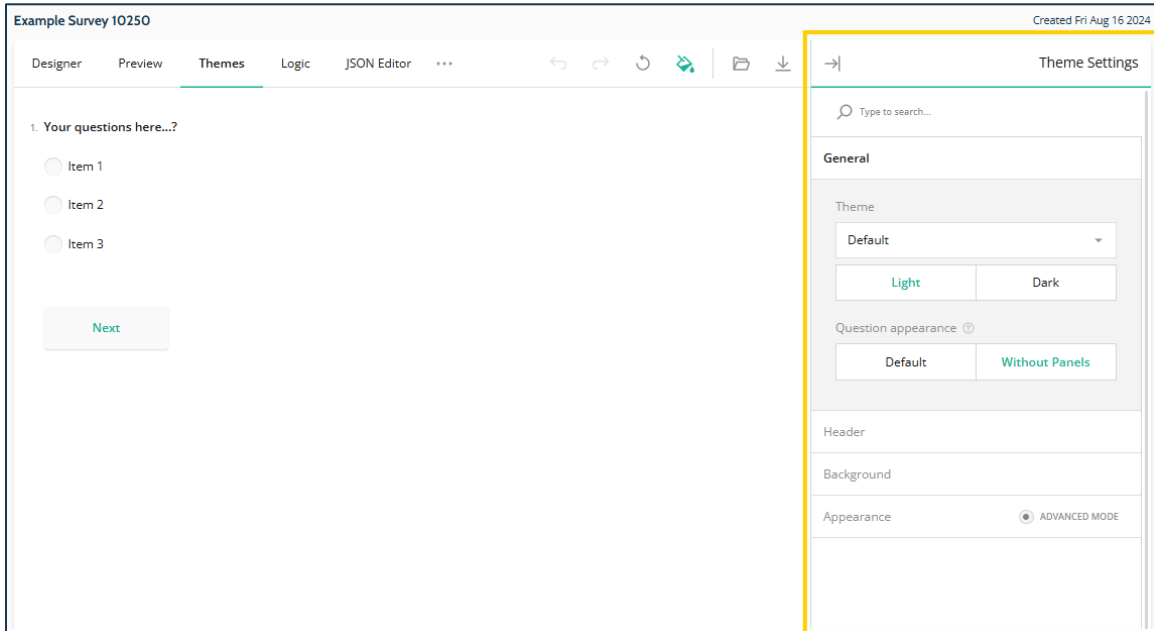 Example Survey 10250
Created Fri Aug 16 2024
Designer Preview Themes Logic JSON Editor ...
Theme Settings
1. Your questions here...?
Item 1
Item 2
Item 3
Next
Type to search...
General
Theme
Default
Light Dark
Question appearance ?
Default Without Panels
Header
Background
Appearance ADVANCED MODE